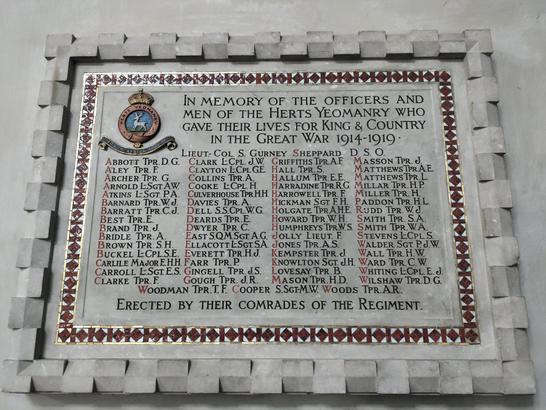 IN MEMORY OF THE OFFICERS AND
MEN OF THE HERTS YEOMANRY WHO
GAVE THEIR LIVES FOR KING & COUNTRY
IN THE GREAT WAR 1914-1919·
LIEUT-COL S. GURNEY SHEPPARD D S O
ABBOTT TPR. D.G. CLARK L·CPL J.W. GRIFFITHS TPR. A.F MASSON TPR. J.
ALEY TPR. F. CLAYTON L·CPL G.E. HALL TPR. S. MATTHEWS TPR. A.E
ARCHER TPR. G. COLLINS TPR. A. HALLUM TPR. E.E. MATTHEWS TPR. L.
ARNOLD L·SGT A.W. COOKE L·CPL H. HARRADINE TPR. R.G. MILLAR TPR. H.P.
ATKINS L·SGT P.A. CULVERHOUSE TPR. H.H HARROWELL TPR. F. MILLER TPR. H.
BARNARD TPR. W.J. DAVIES TPR. A. HICKMAN SGT F.H. PADDON TPR. H.L
BARRATT TPR. C.J. DELL S.S·CPL W.G. HOLGATE TPR. A.H.F. RUDD TPR. W.J.
BEST TPR. E. DEARDS TPR. E. HOWARD TPR. W.H. SMITH TPR. S.A.
BRAND TPR. J. DWYER TPR. C. HUMPHREYS TPR. W.S. SMITH TPR. W.A.
BRIDLE TPR. A. EAST S.Q.M.SGT A.G. JOLLY LIEUT. F. STEVENS L·CPL S.
BROWN TPR. S.H. ELLACOTT L·SGT S.A. JONES TPR. A.S. WALDER SGT P.J.W.
BUCKEL L·CPL S.E. EVERETT TPR. H.J KEMPSTER TPR. J. WALL TPR. H.W.
CARLILE MAJOR E.H.H. FARR TPR. P. KNOWLTON SGT J.H WARD TPR. C.W.
CARROLL L·SGT E.S. GINGELL TPR. J.S. LOVESAY TPR. B. WHITING L·CPL E.J
CLARKE TPR. F. GOUGH TPR. J.R. MASON TPR. H.D. WILSHAW TPR. D.G.
WOODMAN TPR. T.F. COOPER S.SGT M.W. WOODS TPR. A.R.
ERECTED BY THEIR COMRADES OF THE REGIMENT.